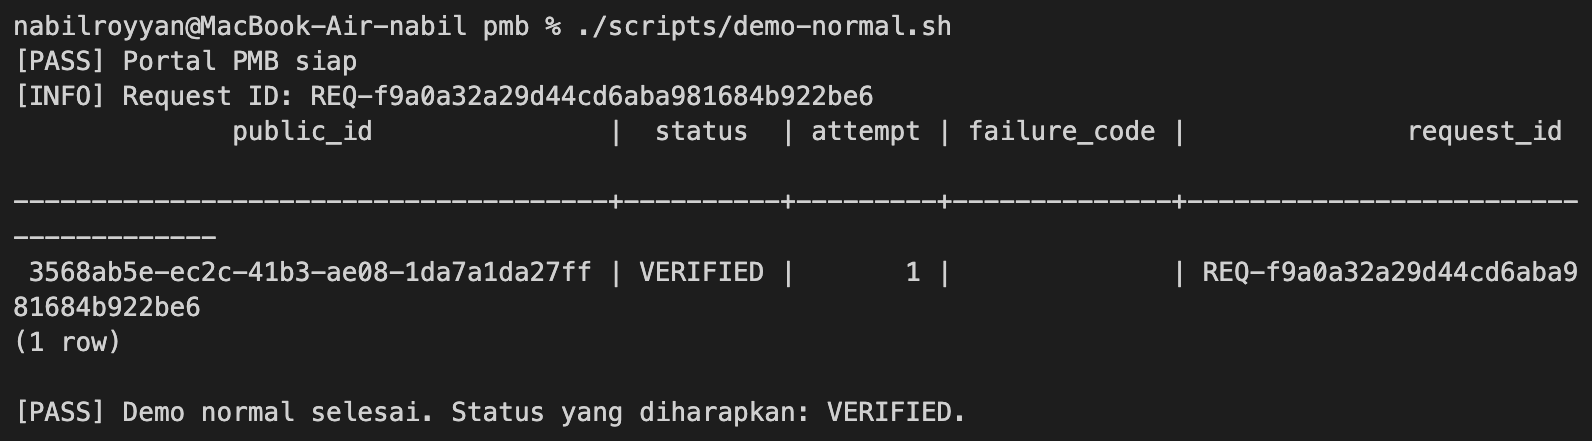 nabilroyyan@MacBook-Air-nabil pmb % ./scripts/demo-normal.sh
[PASS] Portal PMB siap
[INFO] Request ID: REQ-f9a0a32a29d44cd6aba981684b922be6
              public_id               |  status  | attempt | failure_code |              request_id
--------------------------------------+----------+---------+--------------+-------------------------
-------------
 3568ab5e-ec2c-41b3-ae08-1da7a1da27ff | VERIFIED |       1 |              | REQ-f9a0a32a29d44cd6aba9
81684b922be6
(1 row)
[PASS] Demo normal selesai. Status yang diharapkan: VERIFIED.